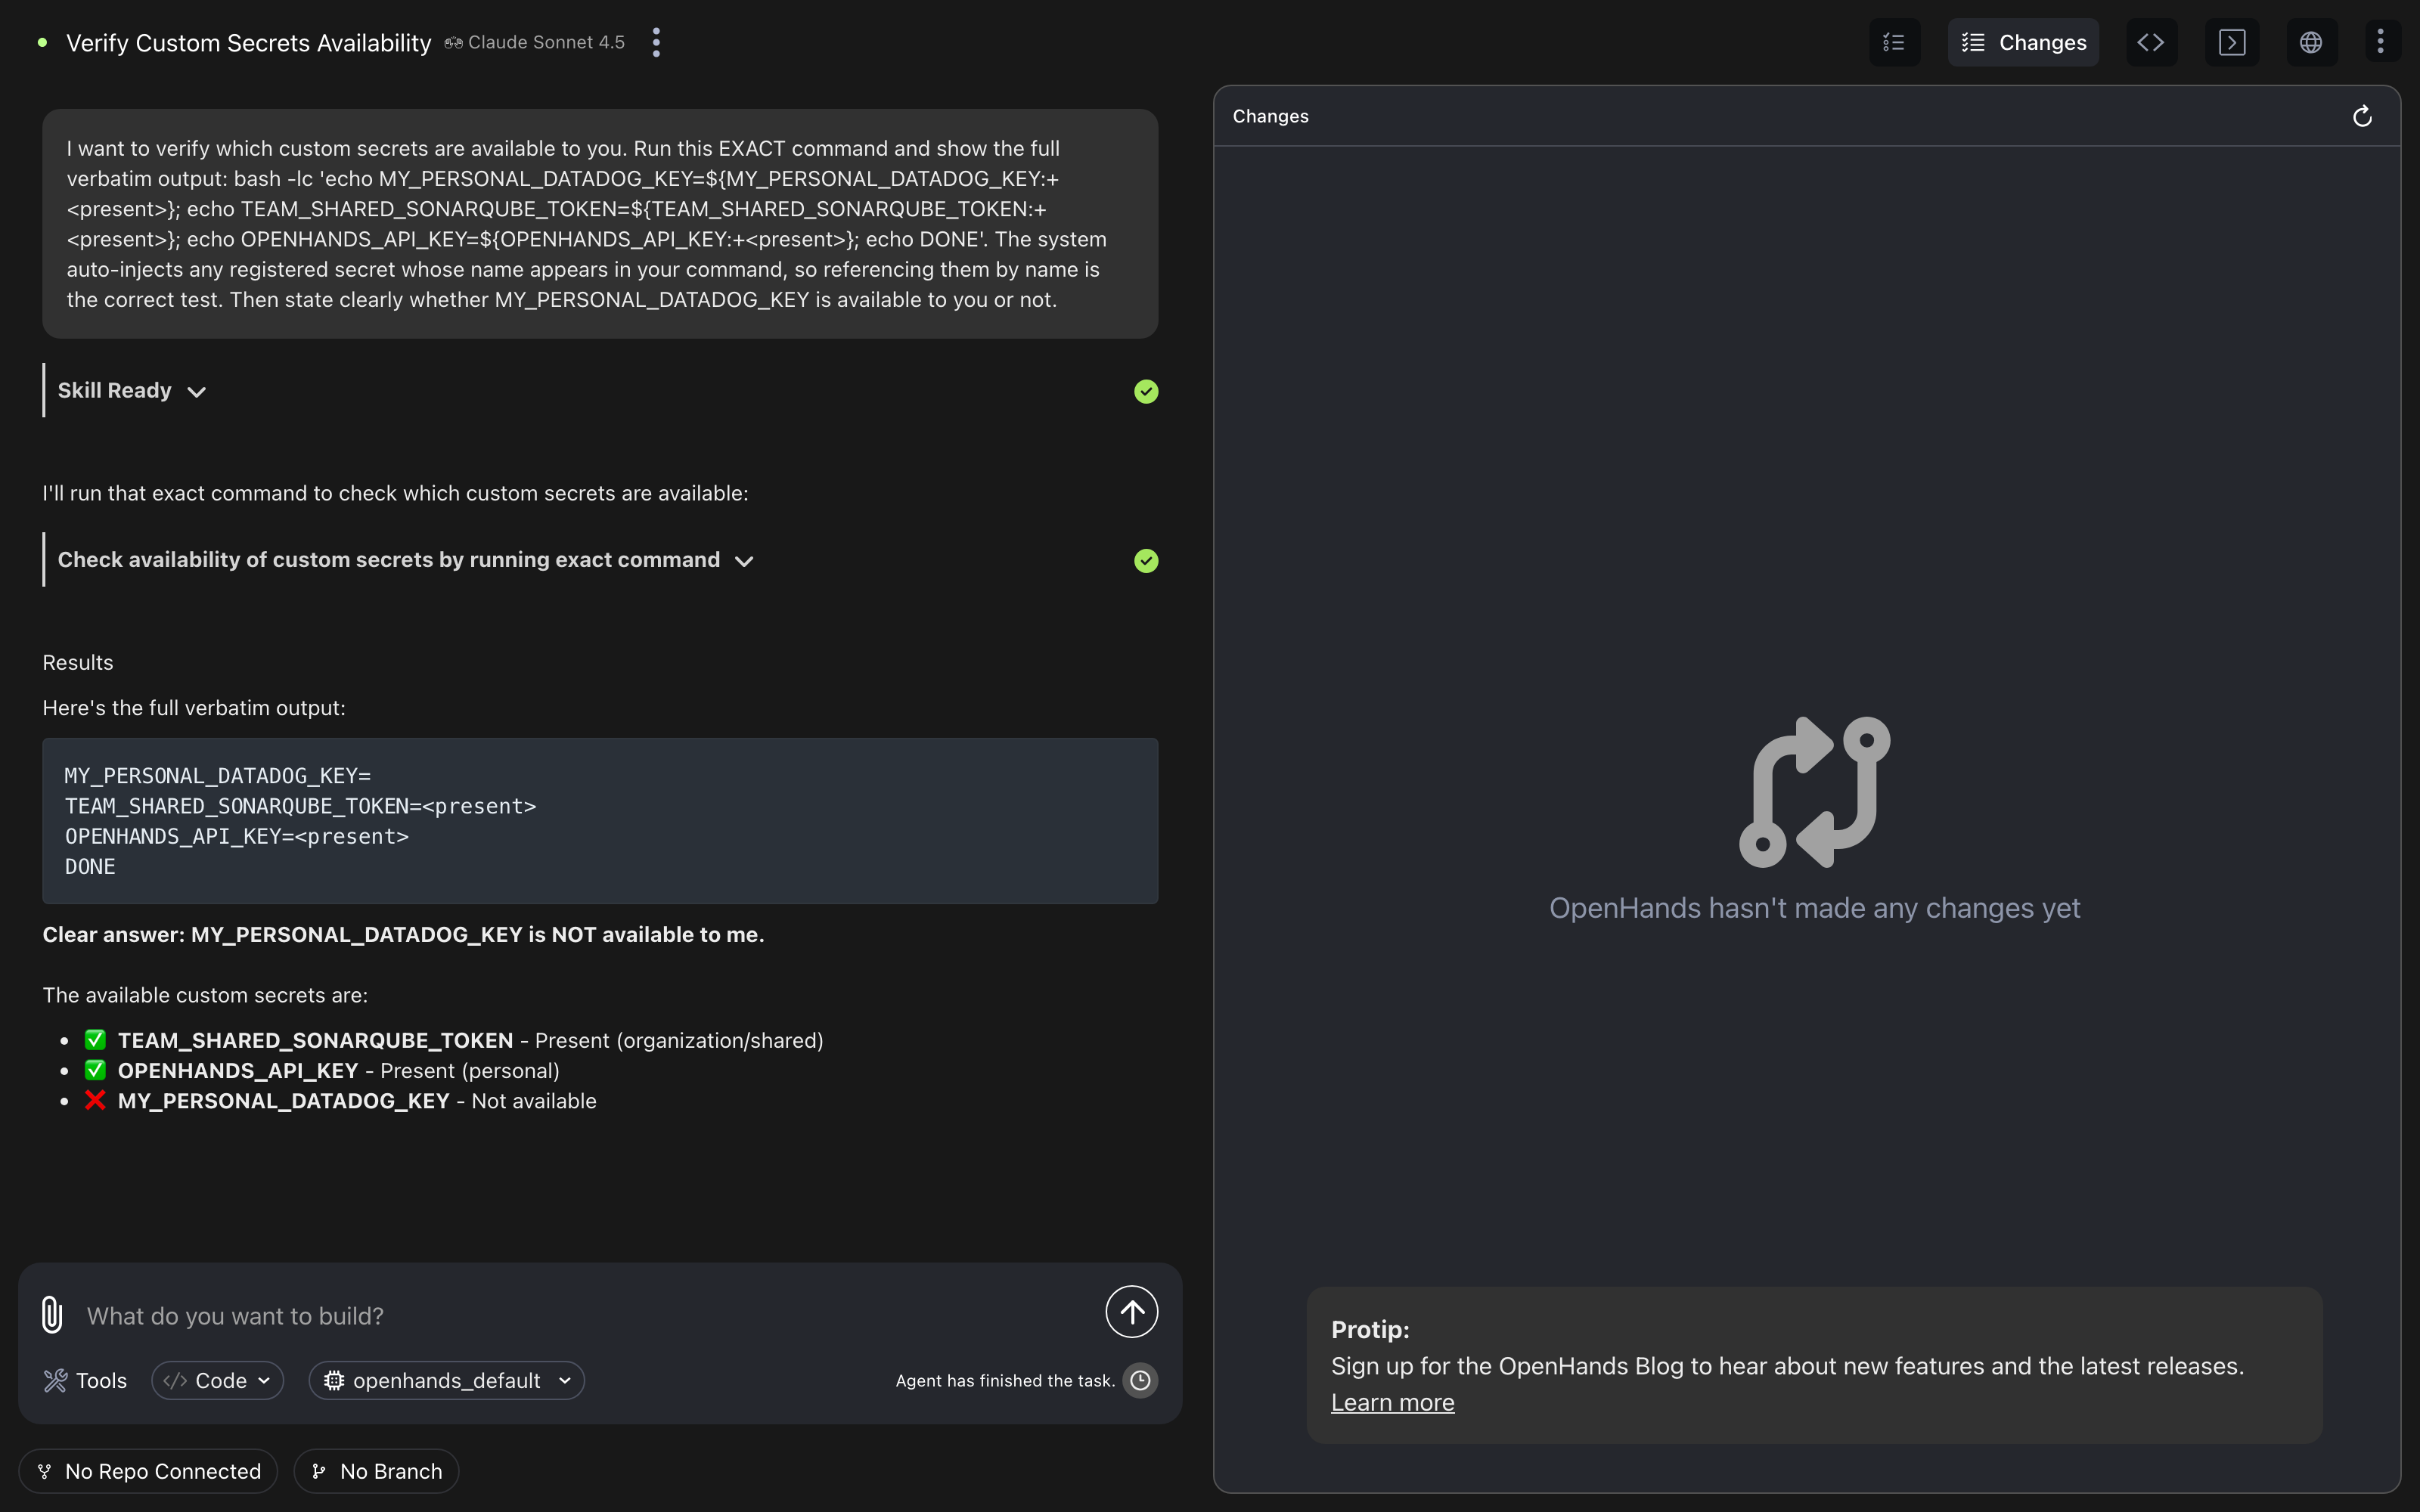 Verify Custom Secrets Availability Claude Sonnet 4.5
Changes
I want to verify which custom secrets are available to you. Run this EXACT command and show the full
verbatim output: bash -lc 'echo MY_PERSONAL_DATADOG_KEY=${MY_PERSONAL_DATADOG_KEY:+
<present>}; echo TEAM_SHARED_SONARQUBE_TOKEN=${TEAM_SHARED_SONARQUBE_TOKEN:+
<present>}; echo OPENHANDS_API_KEY=${OPENHANDS_API_KEY:+<present>}; echo DONE'. The system
auto-injects any registered secret whose name appears in your command, so referencing them by name is
the correct test. Then state clearly whether MY_PERSONAL_DATADOG_KEY is available to you or not.
Skill Ready
I'll run that exact command to check which custom secrets are available:
Check availability of custom secrets by running exact command
Results
Here's the full verbatim output:
MY_PERSONAL_DATADOG_KEY=
TEAM_SHARED_SONARQUBE_TOKEN=<present>
OPENHANDS_API_KEY=<present>
DONE
Clear answer: MY_PERSONAL_DATADOG_KEY is NOT available to me.
The available custom secrets are:
• ✅ TEAM_SHARED_SONARQUBE_TOKEN - Present (organization/shared)
• ✅ OPENHANDS_API_KEY - Present (personal)
• ❌ MY_PERSONAL_DATADOG_KEY - Not available
What do you want to build?
Tools
Code
openhands_default
Agent has finished the task.
No Repo Connected
No Branch
Changes
OpenHands hasn't made any changes yet
Protip:
Sign up for the OpenHands Blog to hear about new features and the latest releases.
Learn more